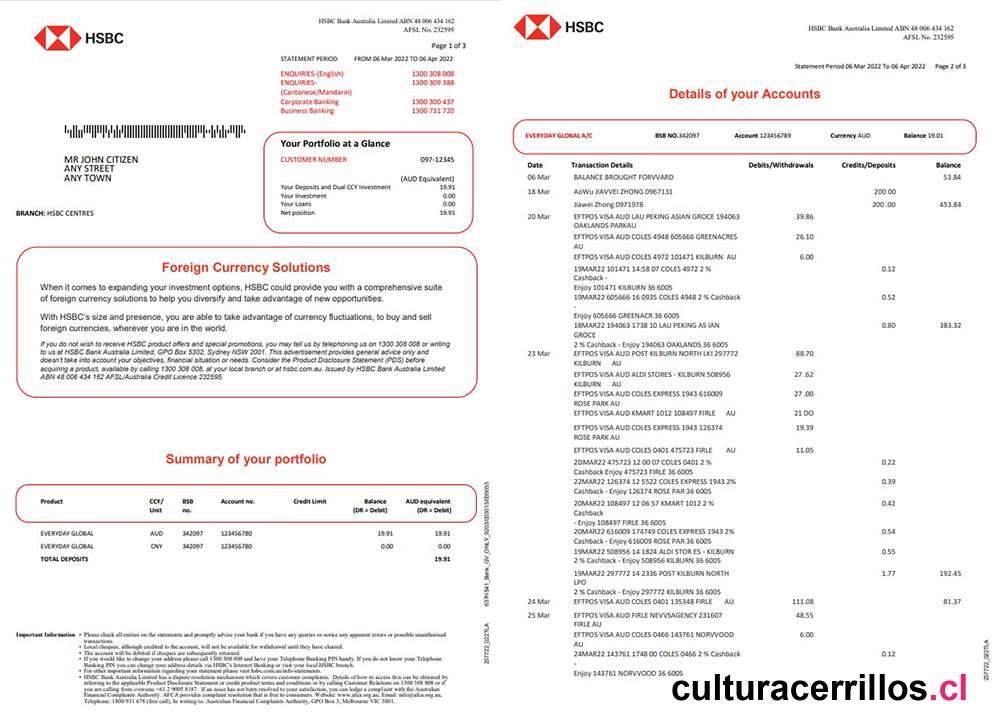 HSBC
HSBC Bank Australia Limited ABN 48 006 434 162
AFSL No. 232595
Page 1 of 3
STATEMENT PERIOD FROM 06 Mar 2022 TO 06 Apr 2022
ENQUIRIES-(English) 1300 308 008
ENQUIRIES- 1300 309 388
(Cantonese/Mandarin)
Corporate Banking 1300 300 437
Business Banking 1300 731 720
MR JOHN CITIZEN
ANY STREET
ANY TOWN
BRANCH: HSBC CENTRES
Your Portfolio at a Glance
CUSTOMER NUMBER 097-12345
(AUD Equivalent)
Your Deposits and Dual CCY Investment 19.91
Your Investment 0.00
Your Loans 0.00
Net position 19.91
Foreign Currency Solutions
When it comes to expanding your investment options, HSBC could provide you with a comprehensive suite
of foreign currency solutions to help you diversify and take advantage of new opportunities.
With HSBC's size and presence, you are able to take advantage of currency fluctuations, to buy and sell
foreign currencies, wherever you are in the world.
If you do not wish to receive HSBC product offers and special promotions, you may tell us by telephoning us on 1300 308 008 or writing
to us at HSBC Bank Australia Limited, GPO Box 5302, Sydney NSW 2001. This advertisement provides general advice only and
doesn't take into account your objectives, financial situation or needs. Consider the Product Disclosure Statement (PDS) before
acquiring a product, available by calling 1300 308 008, at your local branch or at hsbc.com.au. Issued by HSBC Bank Australia Limited
ABN 48 006 434 162 AFSL/Australia Credit Licence 232595.
Summary of your portfolio
Product CCY/ BSB Account no. Credit Limit Balance AUD equivalent
Unit no. (DR = Debit) (DR = Debit)
EVERYDAY GLOBAL AUD 342097 123456780 19.91 19.91
EVERYDAY GLOBAL CNY 342097 123456780 0.00 0.00
TOTAL DEPOSITS 19.91
Important Information • Please check all entries on the statements and promptly advise your bank if you have any queries or notice any apparent errors or possible unauthorised
transactions.
• Local cheques, although credited to the account, will not be available for withdrawal until they have cleared.
• The account will be debited if cheques are subsequently returned.
• If you would like to change your address please call 1300 308 008 and have your Telephone Banking PIN handy. If you do not know your Telephone
Banking PIN you can change your address details via HSBC's Internet Banking or visit your local HSBC branch.
• For other important information regarding your statement please visit hsbc.com.au/info-statements.
• HSBC Bank Australia Limited has a dispute resolution mechanism which covers customer complaints. Details of how to access this can be obtained by
referring to the applicable Product Disclosure Statement or credit product terms and conditions or by calling Customer Relations on 1300 308 008 or if
you are calling from overseas +61 2 9005 8187. If an issue has not been resolved to your satisfaction, you can lodge a complaint with the Australian
Financial Complaints Authority. AFCA provides complaint resolution that is free to consumers. Website: www.afca.org.au, Email: info@afca.org.au,
Telephone: 1800 931 678 (free call), In writing to: Australian Financial Complaints Authority, GPO Box 3, Melbourne VIC 3001.
HSBC
HSBC Bank Australia Limited ABN 48 006 434 162
AFSL No. 232595
Statement Period 06 Mar 2022 TO 06 Apr 2022 Page 2 of 3
Details of your Accounts
EVERYDAY GLOBAL A/C BSB NO.342097 Account 123456789 Currency AUD Balance 19.01
Date Transaction Details Debits/Withdrawals Credits/Deposits Balance
06 Mar BALANCE BROUGHT FORVVARD 53.84
18 Mar AoWu JIAVVEI ZHONG 0967131 200 00
Jiawei Zhong 0971978 200 .00 453.84
20 Mar EFTPOS VISA AUD LAU PEKING ASIAN GROCE 194063 39.86
OAKLANDS PARKAU
EFTPOS VISA AUD COLES 4948 605666 GREENACRES 26.10
AU
EFTPOS VISA AUD COLES 4972 101471 KILBURN AU 6.00
19MAR22 101471 14:58 07 COLES 4972 2 % 0.12
Cashback -
Enjoy 101471 KILBURN 36 6005
19MAR22 605666 16 0935 COLES 4948 2 % Cashback 0.52
-
Enjoy 605666 GREENACR 36 6005
18MAR22 194063 1738 10 LAU PEKING AS IAN 0.80 383.32
GROCE
2 % Cashback - Enjoy 194063 OAKLANDS 36 6005
23 Mar EFTPOS VISA AUD POST KILBURN NORTH LKI 297772 88.70
KILBURN AU
EFTPOS VISA AUD ALDI STORES - KILBURN 508956 27 .62
KILBURN AU
EFTPOS VISA AUD COLES EXPRESS 1943 616009 27 .00
ROSE PARK AU
EFTPOS VISA AUD KMART 1012 108497 FIRLE AU 21 DO
EFTPOS VISA AUD COLES EXPRESS 1943 126374 19.39
ROSE PARK AU
EFTPOS VISA AUD COLES 0401 475723 FIRLE AU 11.05
2DMAR22 475723 12 00 07 COLES 0401 2 % 0.22
Cashback Enjoy 475723 FIRLE 36 6005
22MAR22 126374 12 5522 COLES EXPRESS 1943 2% 0.39
Cashback - Enjoy 126374 ROSE PAR 36 6005
20MAR22 108497 12 06 57 KMART 1012 2 % 0.42
Cashback
- Enjoy 108497 FIRLE 36 6005
20MAR22 616009 174749 COLES EXPRESS 1943 2% 0.54
Cashback - Enjoy 616009 ROSE PAR 36 6005
19MAR22 508956 14 1824 ALDI STOR ES - KILBURN 0.55
2 % Cashback - Enjoy 508956 KILBURN 36 6005
19MAR22 297772 14 2336 POST KILBURN NORTH 1.77 192.45
LPO
2 % Cashback - Enjoy 297772 KILBURN 36 6005
24 Mar EFTPOS VISA AUD COLES 0401 135348 FIRLE AU 111.08 81.37
25 Mar EFTPOS VISA AUD FIRLE NEVVSAGENCY 231607 48.55
FIRLE AU
EFTPOS VISA AUD COLES 0466 143761 NORVVOOD 6.00
AU
24MAR22 143761 1748 00 COLES 0466 2 % Cashback 0.12
-
Enjoy 143761 NORVVOOD 36 6005
culturacerrillos.cl